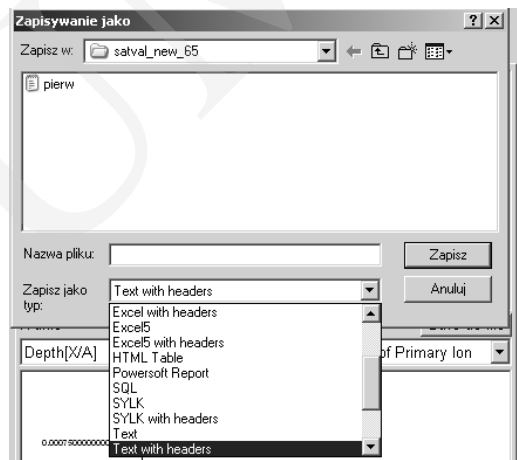 Zapisywanie jako
Zapisz w: satval_new_65
pierw
Nazwa pliku: Zapisz
Zapisz jako typ: Text with headers Anuluj
Excel with headers
Excel5
Excel5 with headers
HTML Table
Powersoft Report
SQL
SYLK
SYLK with headers
Text
Text with headers
Depth[X/A] of Primary Ion